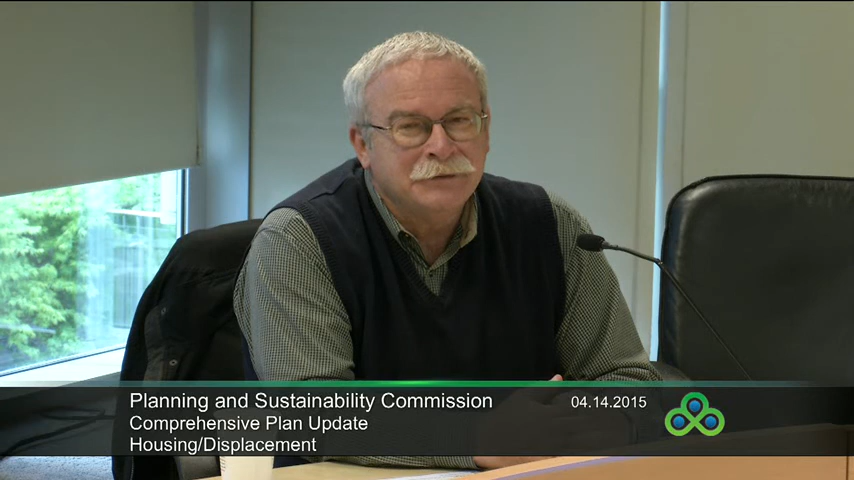 Planning and Sustainability Commission 04.14.2015
Comprehensive Plan Update
Housing/Displacement